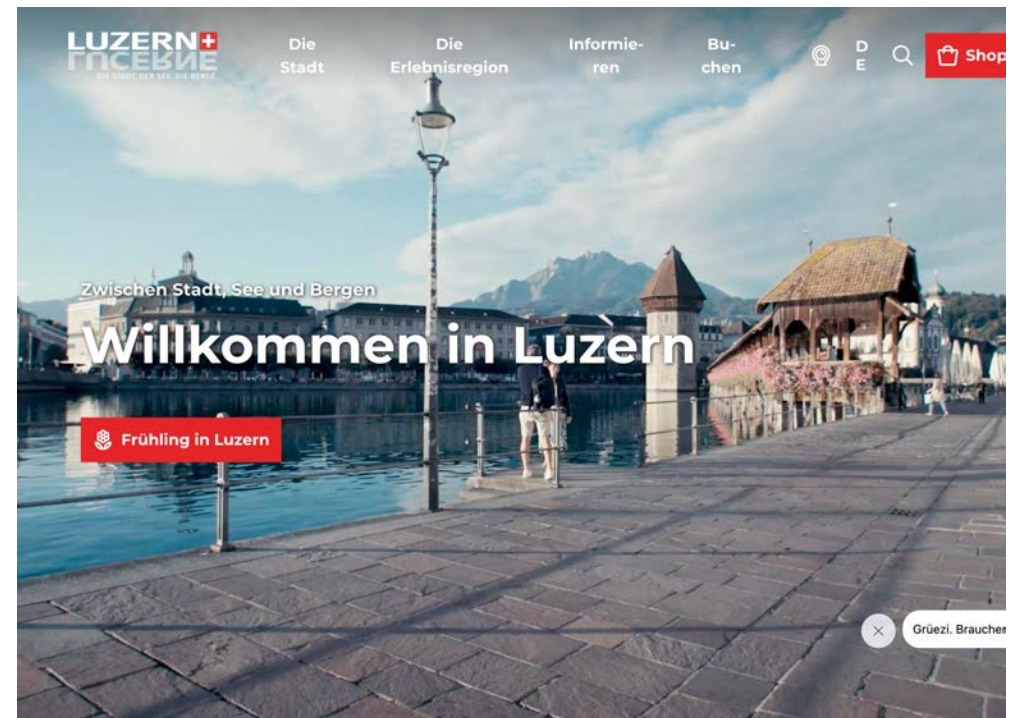 LUZERN+
LUCERNE
DIE STADT. DER SEE. DIE BERGE.
Die
Stadt
Die
Erlebnisregion
Informie-
ren
Bu-
chen
D
E
Shop
Zwischen Stadt, See und Bergen
Willkommen in Luzern
Frühling in Luzern
Grüezi. Brauchen